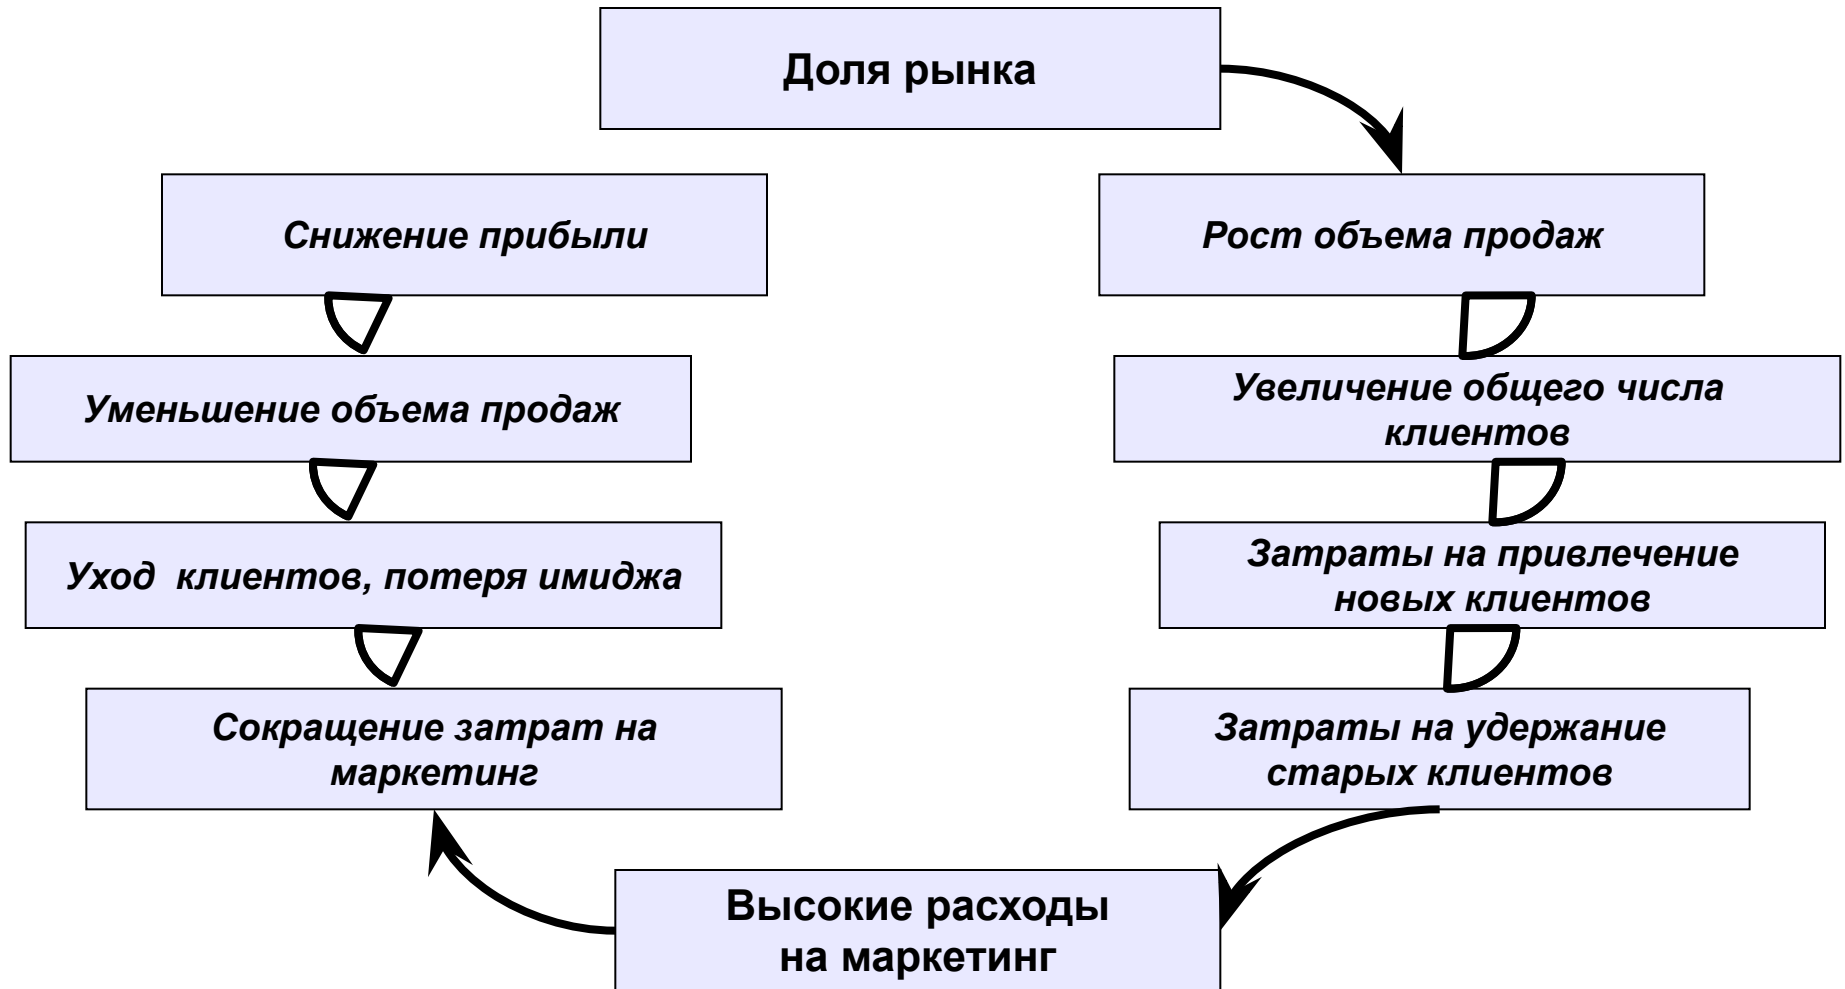 Доля рынка
Снижение прибыли
Рост объема продаж
Уменьшение объема продаж
Увеличение общего числа
клиентов
Уход клиентов, потеря имиджа
Затраты на привлечение
новых клиентов
Сокращение затрат на
маркетинг
Затраты на удержание
старых клиентов
Высокие расходы
на маркетинг